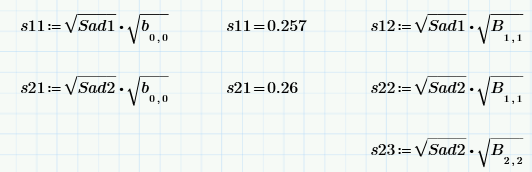 s11:=√Sad1·√b₀,₀ s11=0.257 s12:=√Sad1·√B₁,₁
s21:=√Sad2·√b₀,₀ s21=0.26 s22:=√Sad2·√B₁,₁
s23:=√Sad2·√B₂,₂